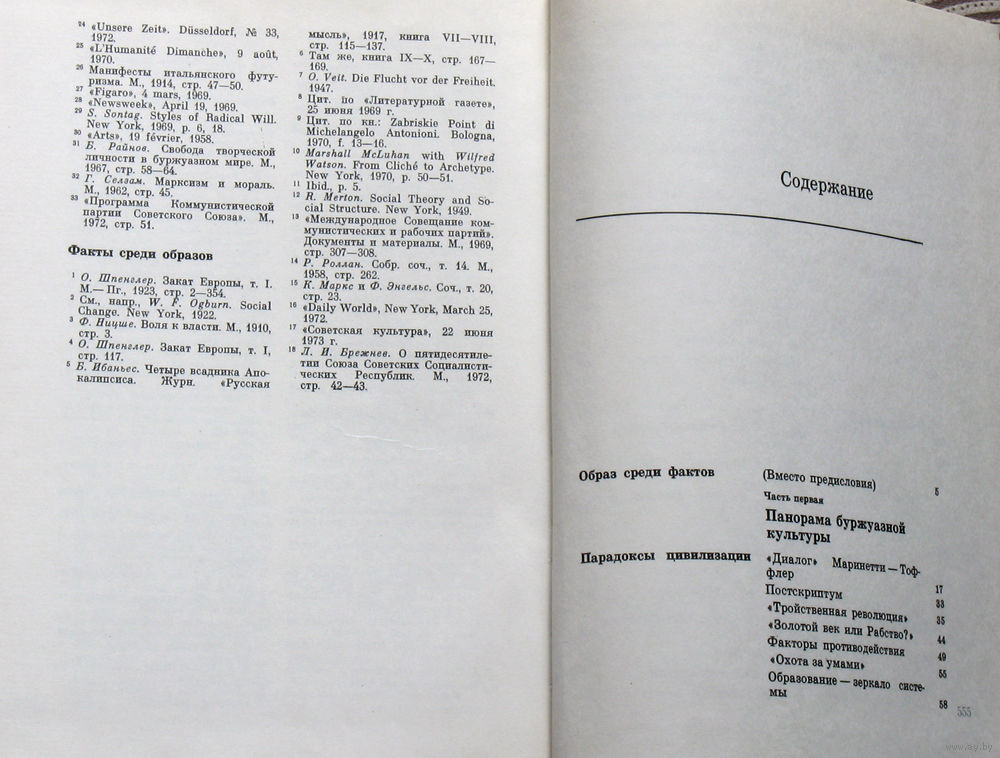 24 «Unsere Zeit». Düsseldorf, № 33,
1972.
25 «L'Humanité Dimanche», 9 août,
1970.
26 Манифесты итальянского футу-
ризма. М., 1914, стр. 47—50.
27 «Figaro», 4 mars, 1969.
28 «Newsweek», April 19, 1969.
29 S. Sontag. Styles of Radical Will.
New York, 1969, p. 6, 18.
30 «Arts», 19 février, 1958.
31 Б. Райнов. Свобода творческой
личности в буржуазном мире. М.,
1967, стр. 58—64.
32 Г. Селзам. Марксизм и мораль.
М., 1962, стр. 45.
33 «Программа Коммунистической
партии Советского Союза». М.,
1972, стр. 51.
Факты среди образов
1 О. Шпенглер. Закат Европы, т. I.
М.— Пг., 1923, стр. 2—354.
2 См., напр., W. F. Ogburn. Social
Change. New York, 1922.
3 Ф. Ницше. Воля к власти. М., 1910,
стр. 3.
4 О. Шпенглер. Закат Европы, т. I,
стр. 117.
5 Б. Ибаньес. Четыре всадника Апо-
калипсиса. Журн. «Русская
мысль», 1917, книга VII—VIII,
стр. 115—137.
6 Там же, книга IX—X, стр. 167—
169.
7 O. Veit. Die Flucht vor der Freiheit.
1947.
8 Цит. по «Литературной газете»,
25 июня 1969 г.
9 Цит. по кн.: Zabriskie Point di
Michelangelo Antonioni. Bologna,
1970, f. 13—16.
10 Marshall McLuhan with Wilfred
Watson. From Cliché to Archetype.
New York, 1970, p. 50—51.
11 Ibid., p. 5.
12 R. Merton. Social Theory and So-
cial Structure. New York, 1949.
13 «Международное Совещание ком-
мунистических и рабочих партий».
Документы и материалы. М., 1969,
стр. 307—308.
14 Р. Роллан. Собр. соч., т. 14. М.,
1958, стр. 262.
15 К. Маркс и Ф. Энгельс. Соч., т. 20,
стр. 23.
16 «Daily World», New York, March 25,
1972.
17 «Советская культура», 22 июня
1973 г.
18 Л. И. Брежнев. О пятидесятиле-
тии Союза Советских Социалисти-
ческих Республик. М., 1972,
стр. 42—43.
Содержание
Образ среди фактов (Вместо предисловия) 5
Часть первая
Панорама буржуазной
культуры
Парадоксы цивилизации «Диалог» Маринетти — Тоф-
флер 17
Постскриптум 33
«Тройственная революция» 35
«Золотой век или Рабство?» 44
Факторы противодействия 49
«Охота за умами» 55
Образование — зеркало систе-
мы 58
555
www.ay.by